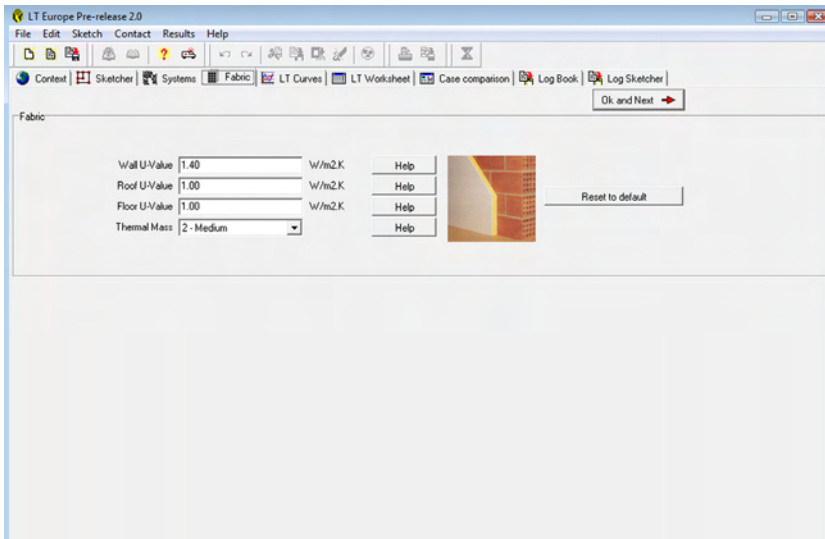 LT Europe Pre-release 2.0
File Edit Sketch Contact Results Help
Context Sketcher Systems Fabric LT Curves LT Worksheet Case comparison Log Book Log Sketcher
Ok and Next
Fabric
Wall U-Value 1.40 W/m2.K Help
Roof U-Value 1.00 W/m2.K Help
Reset to default
Floor U-Value 1.00 W/m2.K Help
Thermal Mass 2 - Medium Help